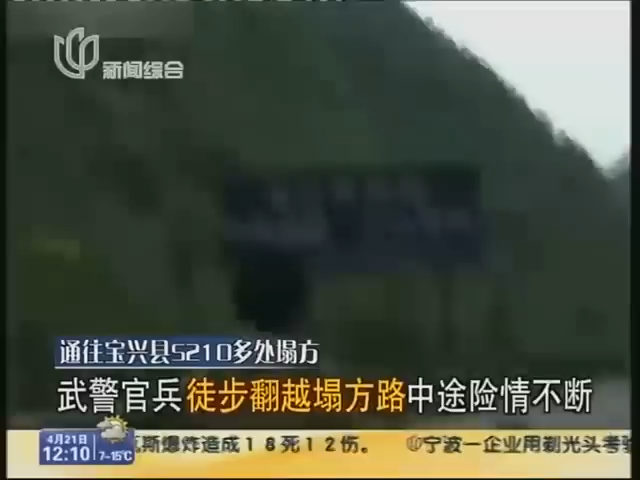 新闻综合
通往宝兴县S210多处塌方
武警官兵徒步翻越塌方路中途险情不断
4月21日
12:10 7-15℃
斯爆炸造成18死12伤。 宁波一企业用剃光头考